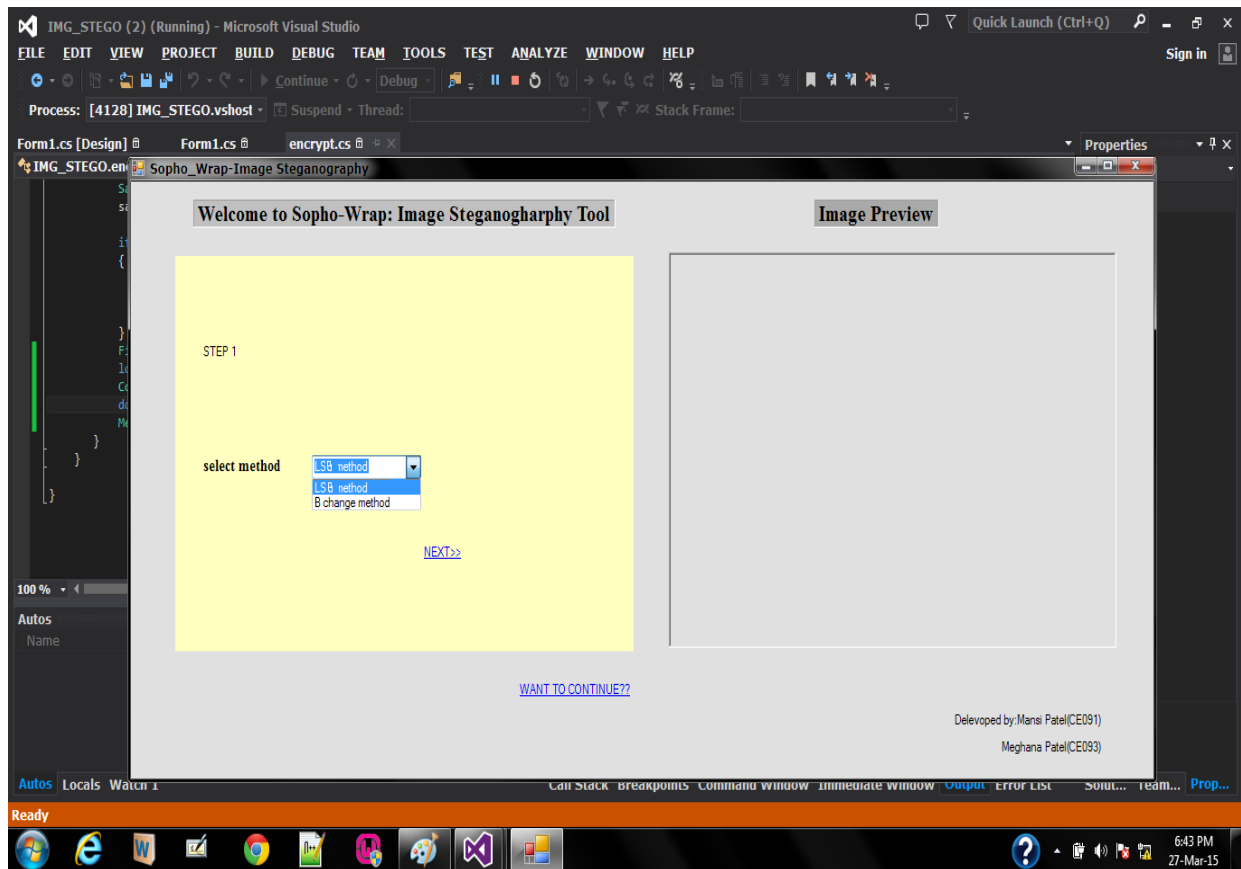 IMG_STEGO (2) (Running) - Microsoft Visual Studio
Quick Launch (Ctrl+Q)
FILE EDIT VIEW PROJECT BUILD DEBUG TEAM TOOLS TEST ANALYZE WINDOW HELP
Sign in
Continue Debug
Process: [4128] IMG_STEGO.vshost Suspend Thread: Stack Frame:
Form1.cs [Design] Form1.cs encrypt.cs
Properties
IMG_STEGO.en
Sopho_Wrap-Image Steganography
Welcome to Sopho-Wrap: Image Steganogharphy Tool
Image Preview
{
}
}
}
}
STEP 1
select method
LSB method
LSB method
B change method
NEXT>>
WANT TO CONTINUE??
Delevoped by:Mansi Patel(CE091)
Meghana Patel(CE093)
100 %
Autos
Name
Autos Locals Watch 1
Call Stack Breakpoints Command Window Immediate Window Output Error List
Solut... Team... Prop...
Ready
6:43 PM
27-Mar-15